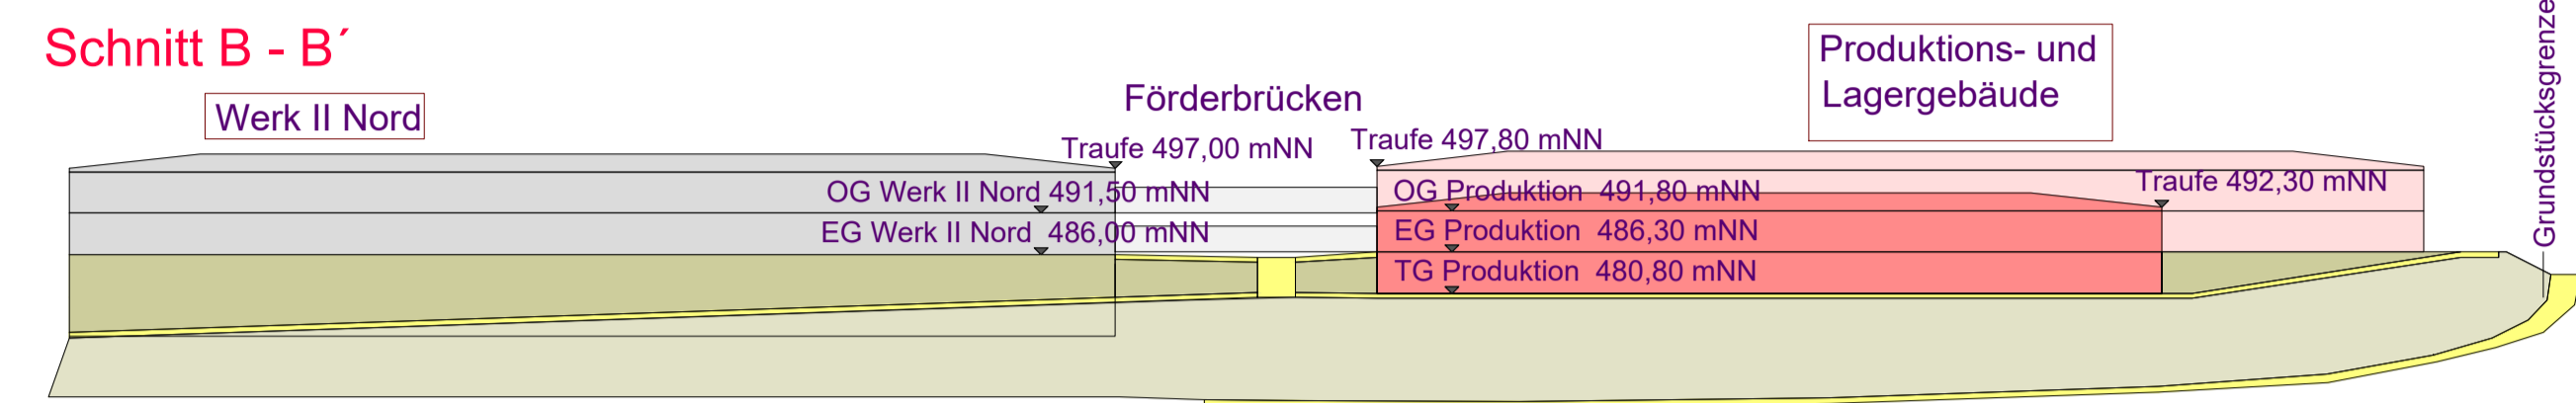 Schnitt B - B´
Werk II Nord
Förderbrücken
Produktions- und
Lagergebäude
Grundstücksgrenze
Traufe 497,00 mNN
Traufe 497,80 mNN
Traufe 492,30 mNN
OG Werk II Nord 491,50 mNN
OG Produktion 491,80 mNN
EG Werk II Nord 486,00 mNN
EG Produktion 486,30 mNN
TG Produktion 480,80 mNN